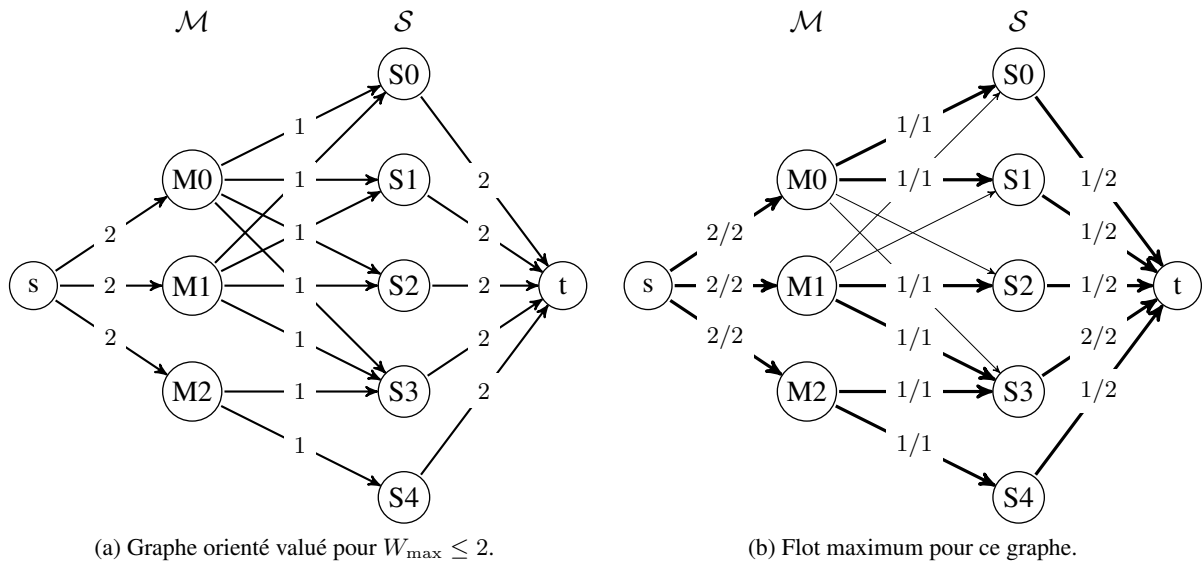 M S
S0
1
M0 1 S1 2
2 1 2
s 2 M1 1 S2 2 t
2 1 2
M2 1 S3 2
1
S4
(a) Graphe orienté valué pour Wmax ≤ 2.
M S
S0
1/1
M0 1/1 S1 1/2
2/2 1/2
s 2/2 M1 1/1 S2 1/2 t
2/2 1/1 2/2
M2 1/1 S3 1/2
1/1
S4
(b) Flot maximum pour ce graphe.